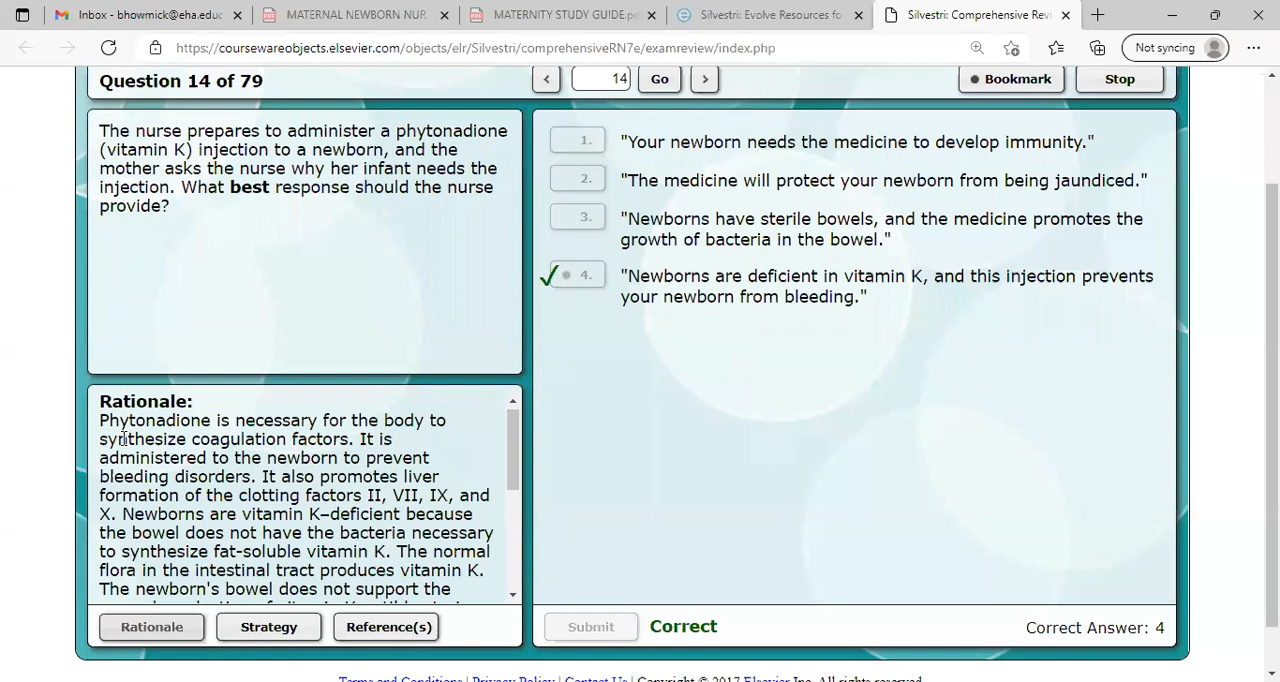 Inbox - bhowmick@eha.educ
MATERNAL NEWBORN NUR
MATERNITY STUDY GUIDE.pd
Silvestri: Evolve Resources fo
Silvestri: Comprehensive Rev
https://coursewareobjects.elsevier.com/objects/elr/Silvestri/comprehensiveRN7e/examreview/index.php
Not syncing
Question 14 of 79
14
Go
Bookmark
Stop
The nurse prepares to administer a phytonadione
(vitamin K) injection to a newborn, and the
mother asks the nurse why her infant needs the
injection. What best response should the nurse
provide?
1. "Your newborn needs the medicine to develop immunity."
2. "The medicine will protect your newborn from being jaundiced."
3. "Newborns have sterile bowels, and the medicine promotes the
growth of bacteria in the bowel."
4. "Newborns are deficient in vitamin K, and this injection prevents
your newborn from bleeding."
Rationale:
Phytonadione is necessary for the body to
synthesize coagulation factors. It is
administered to the newborn to prevent
bleeding disorders. It also promotes liver
formation of the clotting factors II, VII, IX, and
X. Newborns are vitamin K–deficient because
the bowel does not have the bacteria necessary
to synthesize fat-soluble vitamin K. The normal
flora in the intestinal tract produces vitamin K.
The newborn's bowel does not support the
Rationale
Strategy
Reference(s)
Submit
Correct
Correct Answer: 4
Terms and Conditions | Privacy Policy | Contact Us | Copyright © 2017 Elsevier Inc. All rights reserved.